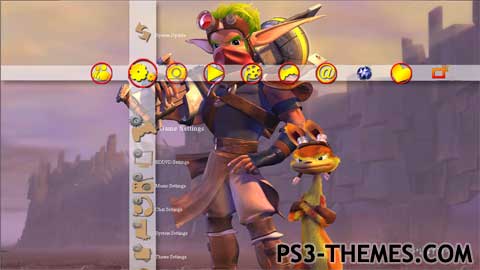 System Update
@
Game Settings
BD/DVD Settings
Music Settings
Chat Settings
System Settings
Theme Settings
PS3-THEMES.COM